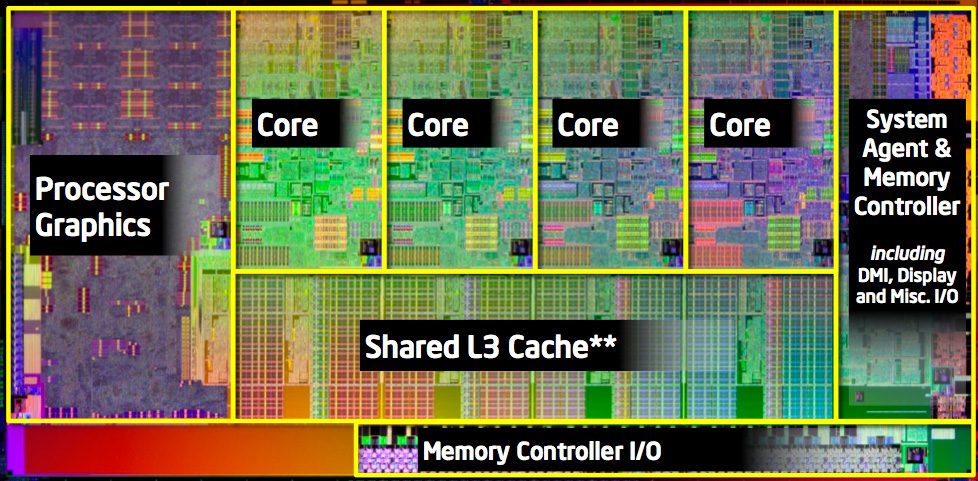 Processor
Graphics
Core
Core
Core
Core
System
Agent &
Memory
Controller
including
DMI, Display
and Misc. I/O
Shared L3 Cache**
Memory Controller I/O